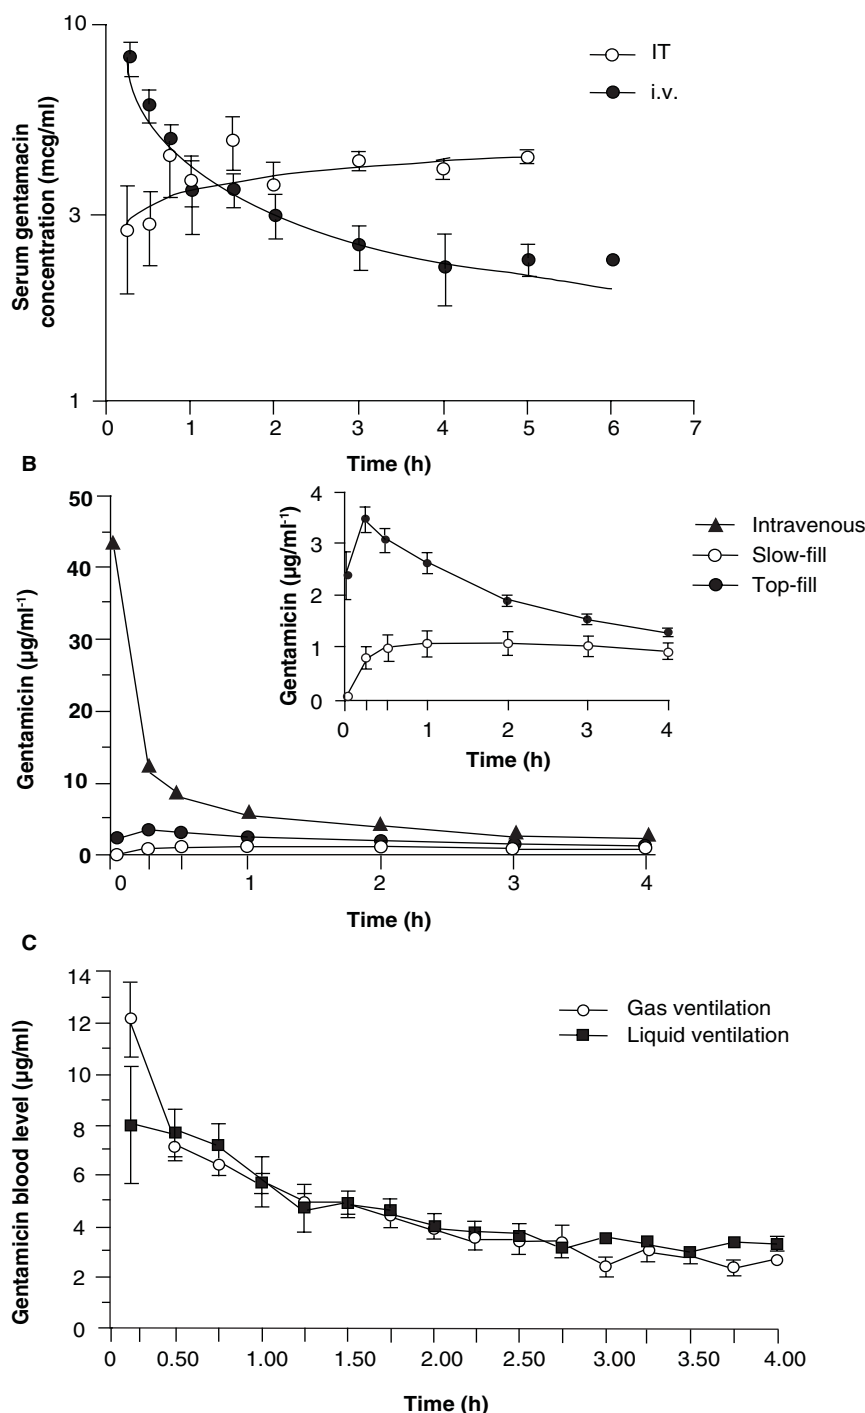 10
IT
i.v.
Serum gentamacin
concentration (mcg/ml)
3
1
0 1 2 3 4 5 6 7
Time (h)
B
50
40
30
20
10
0
Gentamicin (µg/ml-1)
0 1 2 3 4
Time (h)
4
3
2
1
0
Gentamicin (µg/ml-1)
0 1 2 3 4
Time (h)
Intravenous
Slow-fill
Top-fill
C
14
12
10
8
6
4
2
0
Gentamicin blood level (µg/ml)
Gas ventilation
Liquid ventilation
0 0.50 1.00 1.50 2.00 2.50 3.00 3.50 4.00
Time (h)